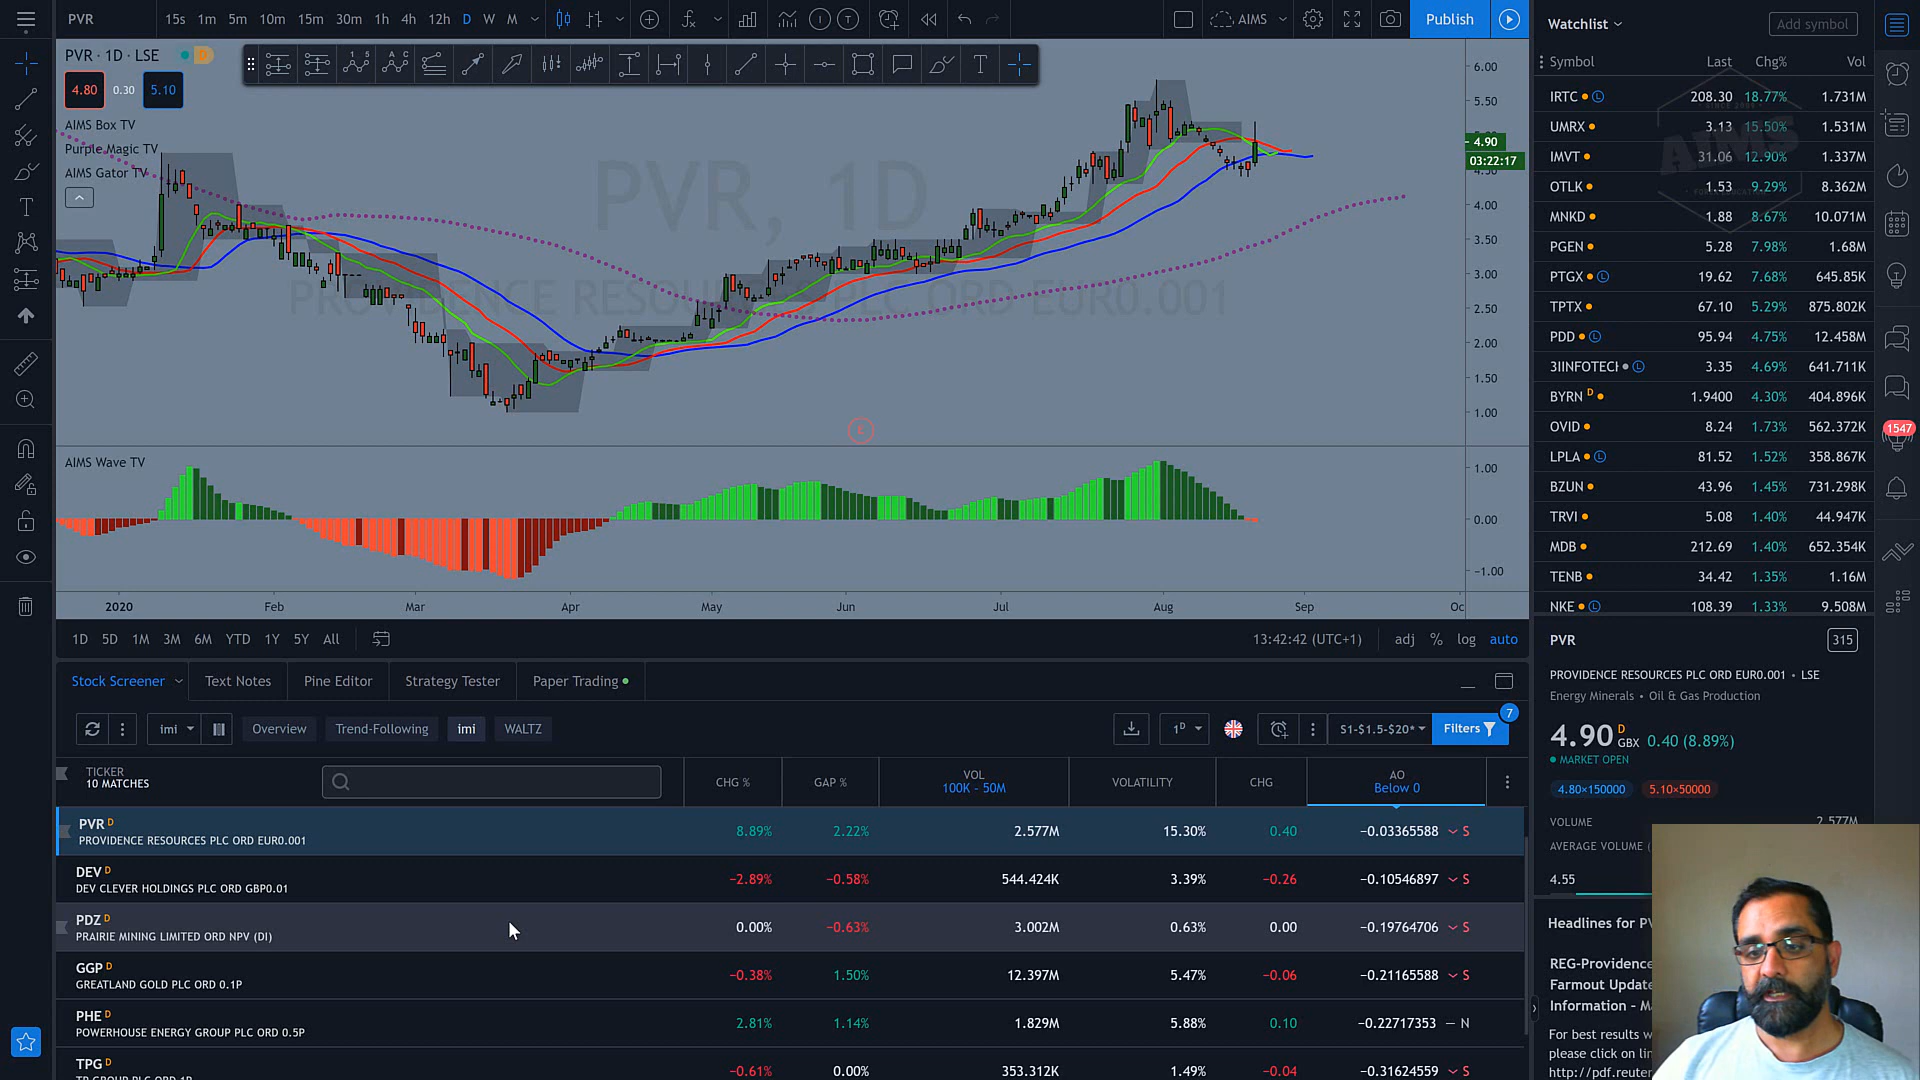 PVR
15s 1m 5m 10m 15m 30m 1h 4h 12h D W M
AIMS
Publish
Watchlist
Add symbol
PVR · 1D · LSE D
4.80 0.30 5.10
AIMS Box TV
Purple Magic TV
AIMS Gator TV
PVR, 1D
PROVIDENCE RESOURCES PLC ORD EUR0.001
6.00
5.50
4.90
03:22:17
4.00
3.50
3.00
2.50
2.00
1.50
1.00
AIMS Wave TV
1.00
0.00
−1.00
2020 Feb Mar Apr May Jun Jul Aug Sep Oc
1D 5D 1M 3M 6M YTD 1Y 5Y All
13:42:42 (UTC+1) adj % log auto
Symbol Last Chg% Vol
IRTC L 208.30 18.77% 1.731M
UMRX 3.13 15.50% 1.531M
IMVT 31.06 12.90% 1.337M
OTLK 1.53 9.29% 8.362M
MNKD 1.88 8.67% 10.071M
PGEN 5.28 7.98% 1.68M
PTGX L 19.62 7.68% 645.85K
TPTX 67.10 5.29% 875.802K
PDD L 95.94 4.75% 12.458M
3IINFOTECH L 3.35 4.69% 641.711K
BYRN D 1.9400 4.30% 404.896K
OVID 8.24 1.73% 562.372K
LPLA L 81.52 1.52% 358.867K
BZUN 43.96 1.45% 731.298K
TRVI 5.08 1.40% 44.947K
MDB 212.69 1.40% 652.354K
TENB 34.42 1.35% 1.16M
NKE L 108.39 1.33% 9.508M
AIMS
1547
PVR 315
PROVIDENCE RESOURCES PLC ORD EUR0.001 • LSE
Energy Minerals • Oil & Gas Production
4.90 D GBX 0.40 (8.89%)
MARKET OPEN
4.80×150000 5.10×50000
VOLUME 2.577M
AVERAGE VOLUME (
4.55
Headlines for PV
REG-Providence
Farmout Update
Information - M
For best results w
please click on lin
http://pdf.reuter
Stock Screener Text Notes Pine Editor Strategy Tester Paper Trading
imi Overview Trend-Following imi WALTZ
1D S1-$1.5-$20* Filters 7
TICKER
10 MATCHES
CHG % GAP % VOL VOLATILITY CHG AO
100K – 50M Below 0
PVR D 8.89% 2.22% 2.577M 15.30% 0.40 −0.03365588 S
PROVIDENCE RESOURCES PLC ORD EUR0.001
DEV D −2.89% −0.58% 544.424K 3.39% −0.26 −0.10546897 S
DEV CLEVER HOLDINGS PLC ORD GBP0.01
PDZ D 0.00% −0.63% 3.002M 0.63% 0.00 −0.19764706 S
PRAIRIE MINING LIMITED ORD NPV (DI)
GGP D −0.38% 1.50% 12.397M 5.47% −0.06 −0.21165588 S
GREATLAND GOLD PLC ORD 0.1P
PHE D 2.81% 1.14% 1.829M 5.88% 0.10 −0.22717353 — N
POWERHOUSE ENERGY GROUP PLC ORD 0.5P
TPG D −0.61% 0.00% 353.312K 1.49% −0.04 −0.31624559 S
TP GROUP PLC ORD 1P